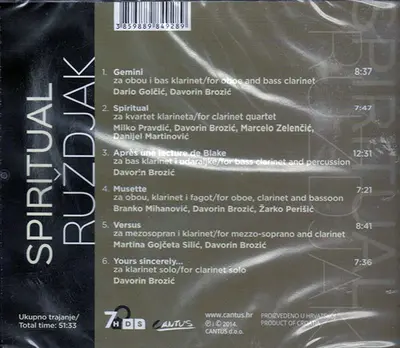 3 859889 849289
SPIRITUAL
RUŽDJAK
1. Gemini 8:37
za obou i bas klarinet/for oboe and bass clarinet
Dario Golčić, Davorin Brozić
2. Spiritual 7:47
za kvartet klarineta/for clarinet quartet
Milko Pravdić, Davorin Brozić, Marcelo Zelenčić,
Danijel Martinović
3. Après une lecture de Blake 12:31
za bas klarinet i udaraljke/for bass clarinet and percussion
Davorin Brozić
4. Musette 7:21
za obou, klarinet i fagot/for oboe, clarinet and bassoon
Branko Mihanović, Davorin Brozić, Žarko Perišić
5. Versus 8:41
za mezzosopran i klarinet/for mezzo-soprano and clarinet
Martina Gojčeta Silić, Davorin Brozić
6. Yours sincerely... 7:36
za klarinet solo/for clarinet solo
Davorin Brozić
Ukupno trajanje/
Total time: 51:33
HDS
CANTUS
www.cantus.hr
℗ i © 2014.
CANTUS d.o.o.
PROIZVEDENO U HRVATSKOJ
PRODUCT OF CROATIA
SPIRITUAL
RUŽDJAK